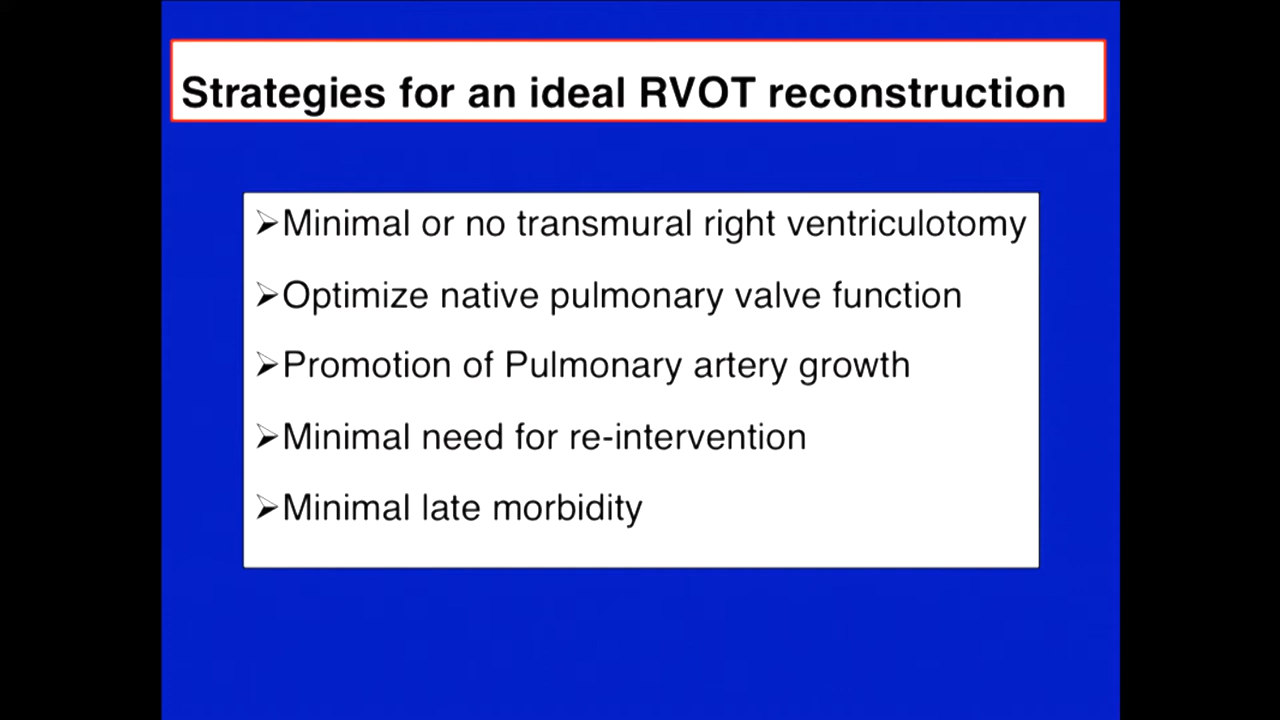 Strategies for an ideal RVOT reconstruction
➢Minimal or no transmural right ventriculotomy
➢Optimize native pulmonary valve function
➢Promotion of Pulmonary artery growth
➢Minimal need for re-intervention
➢Minimal late morbidity